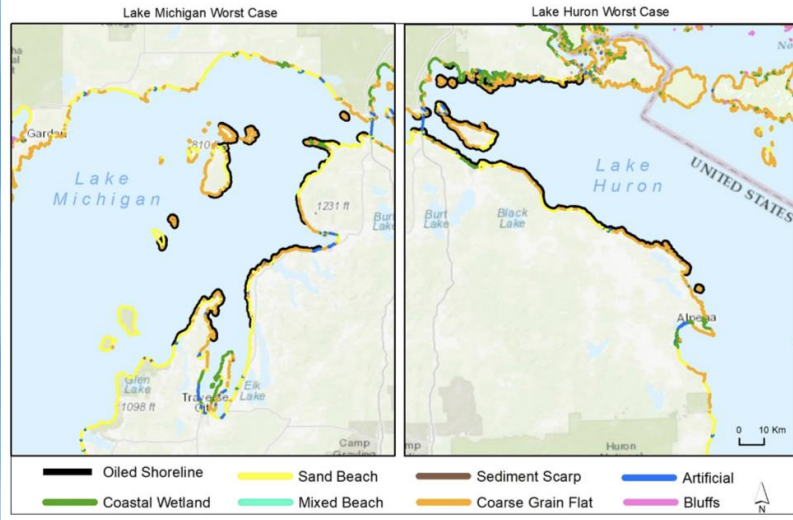 Lake Michigan Worst Case
Lake Huron Worst Case
Garden
810
Lake
Michigan
1231 ft
Burt
Lake
Black
Lake
Lake
Huron
UNITED STATES
Alpena
Glen
Lake
1098 ft
Traverse
City
Elk
Lake
Camp
Grayling
Huron
0 10 Km
Oiled Shoreline
Sand Beach
Sediment Scarp
Artificial
Coastal Wetland
Mixed Beach
Coarse Grain Flat
Bluffs
N